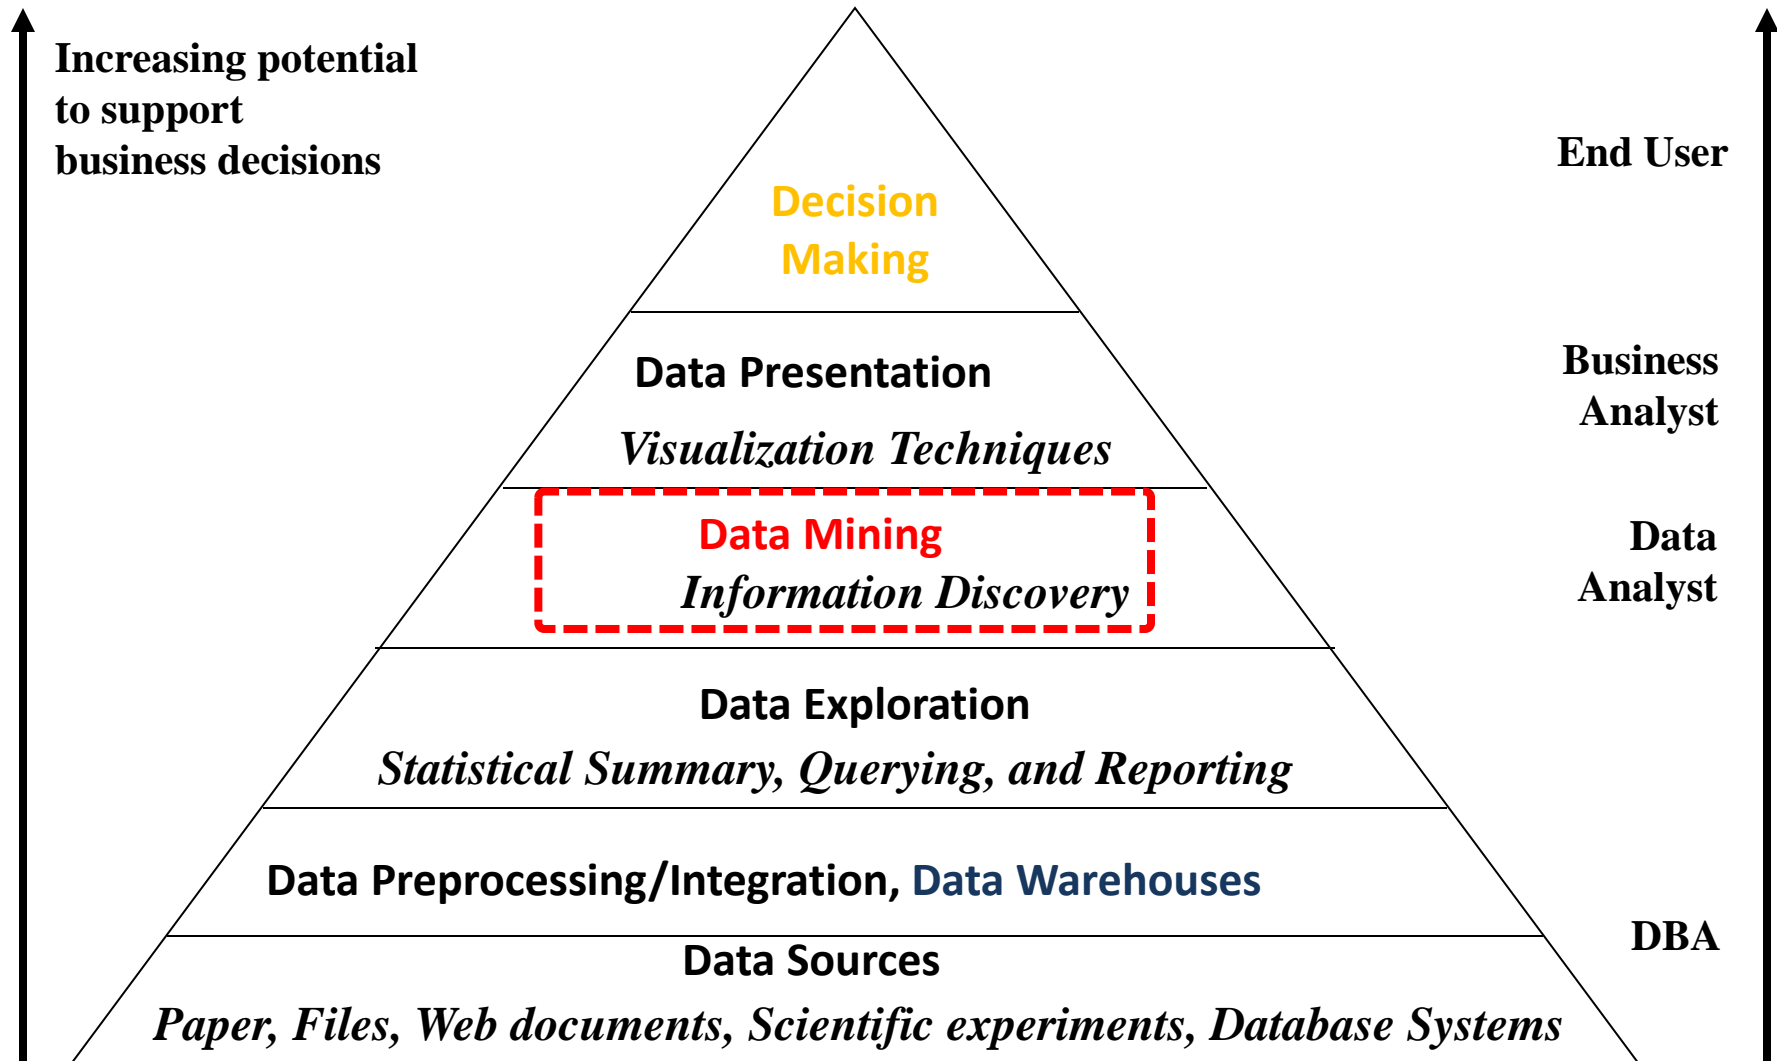 Increasing potential
to support
business decisions
End User
Decision
Making
Data Presentation
Visualization Techniques
Business
Analyst
Data Mining
Information Discovery
Data
Analyst
Data Exploration
Statistical Summary, Querying, and Reporting
Data Preprocessing/Integration, Data Warehouses
DBA
Data Sources
Paper, Files, Web documents, Scientific experiments, Database Systems